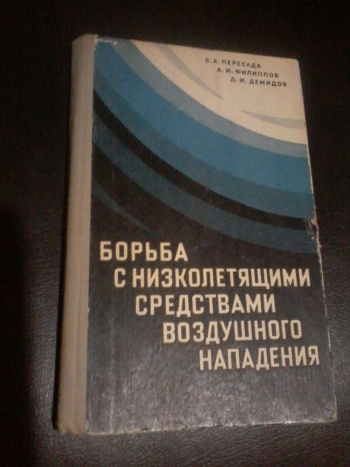 С. А. ПЕРЕСАДА
А. И. ФИЛИППОВ
Д. И. ДЕМИДОВ
БОРЬБА
С НИЗКОЛЕТЯЩИМИ
СРЕДСТВАМИ
ВОЗДУШНОГО
НАПАДЕНИЯ